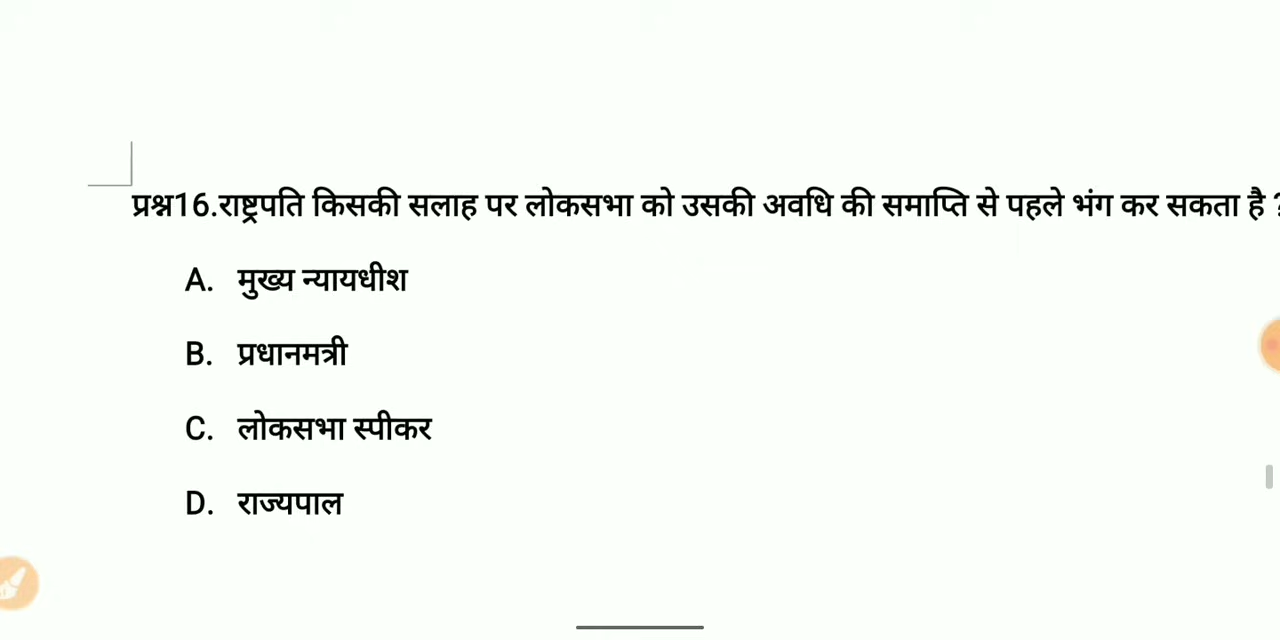 प्रश्न16.राष्ट्रपति किसकी सलाह पर लोकसभा को उसकी अवधि की समाप्ति से पहले भंग कर सकता है ?
A. मुख्य न्यायधीश
B. प्रधानमत्री
C. लोकसभा स्पीकर
D. राज्यपाल